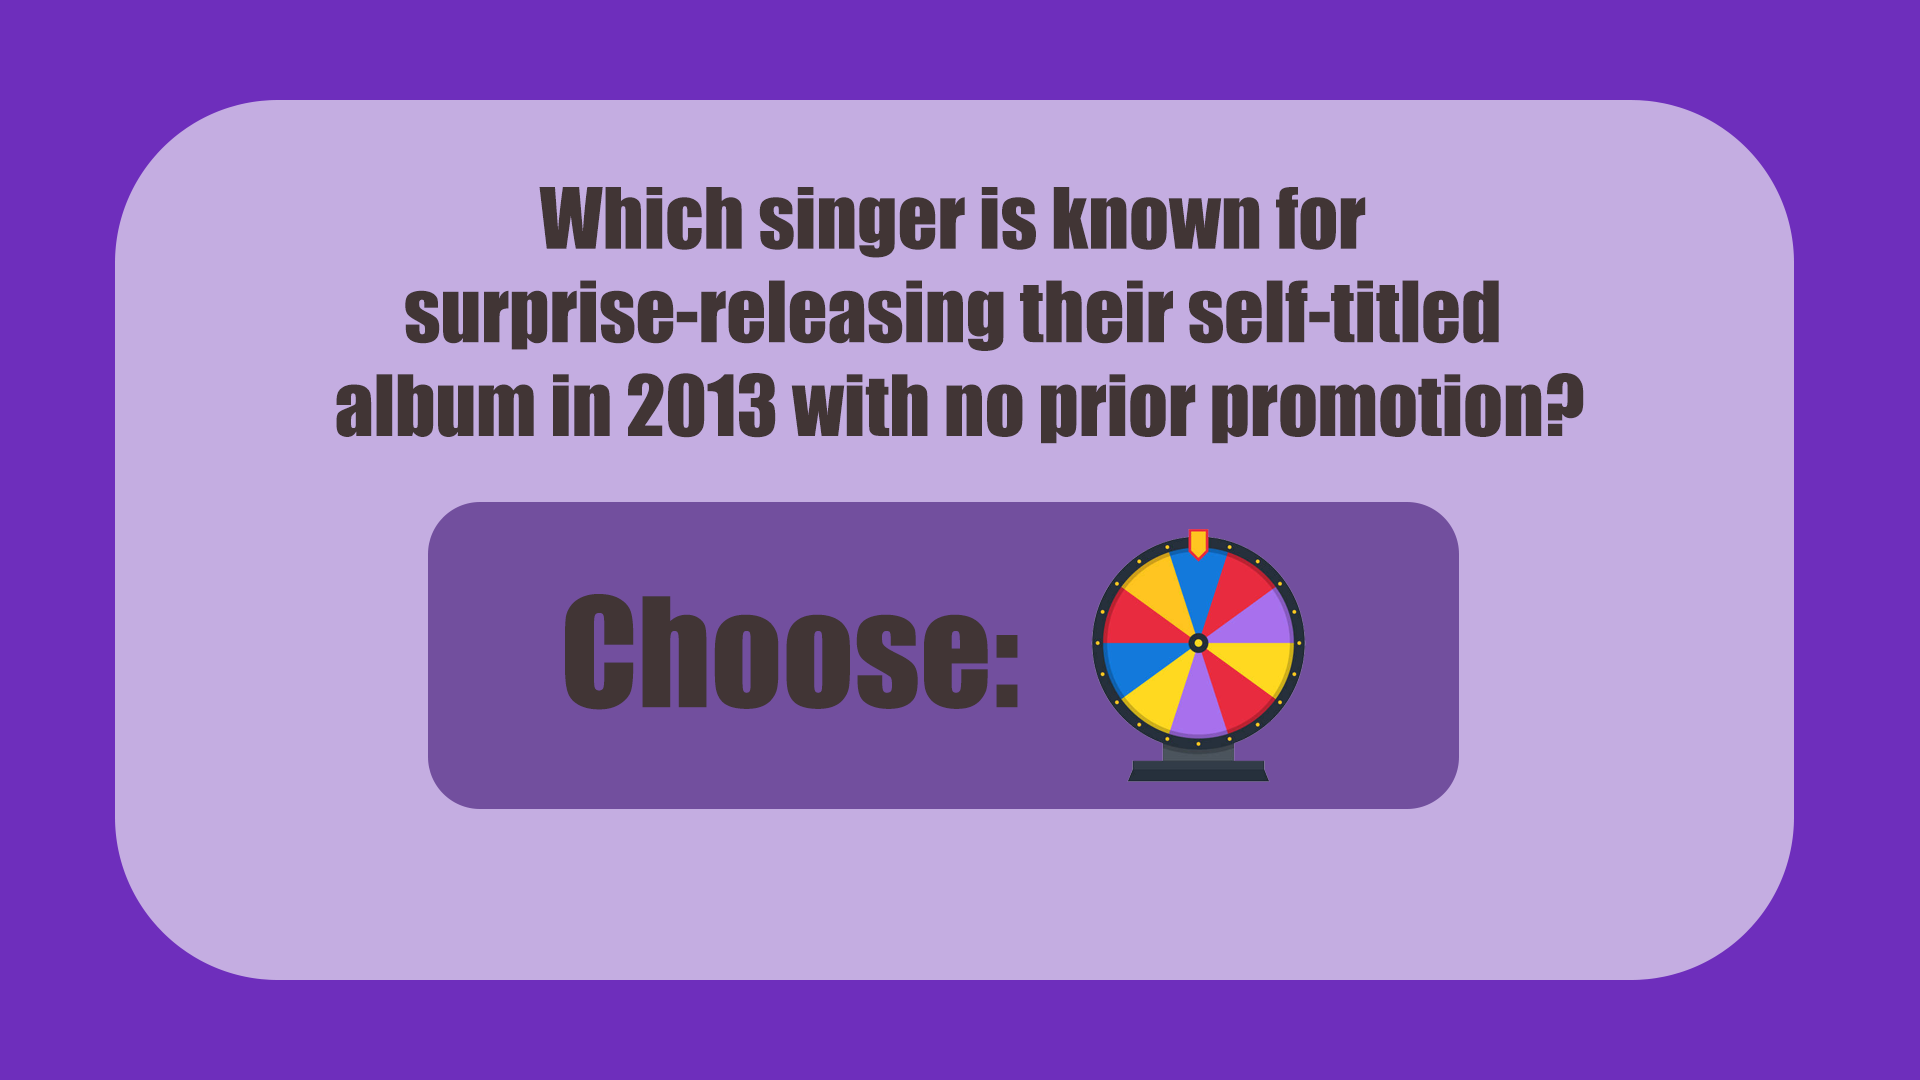 Which singer is known for
surprise-releasing their self-titled
album in 2013 with no prior promotion?
Choose: